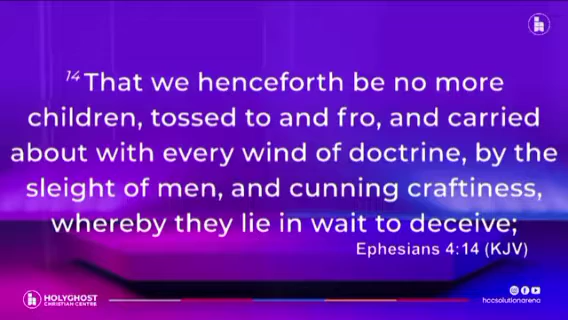 14 That we henceforth be no more
children, tossed to and fro, and carried
about with every wind of doctrine, by the
sleight of men, and cunning craftiness,
whereby they lie in wait to deceive;
Ephesians 4:14 (KJV)
HOLYGHOST
CHRISTIAN CENTRE
hccsolutionarena